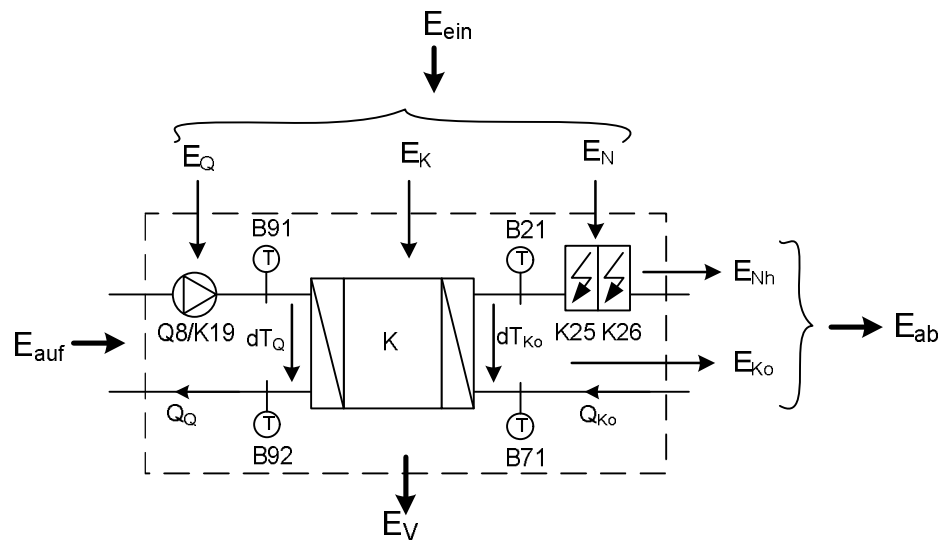 E_ein
E_Q E_K E_N
B91 B21
T T
E_Nh
Q8/K19 dT_Q K dT_Ko K25 K26
E_auf E_ab
E_Ko
Q_Q Q_Ko
T T
B92 B71
E_V